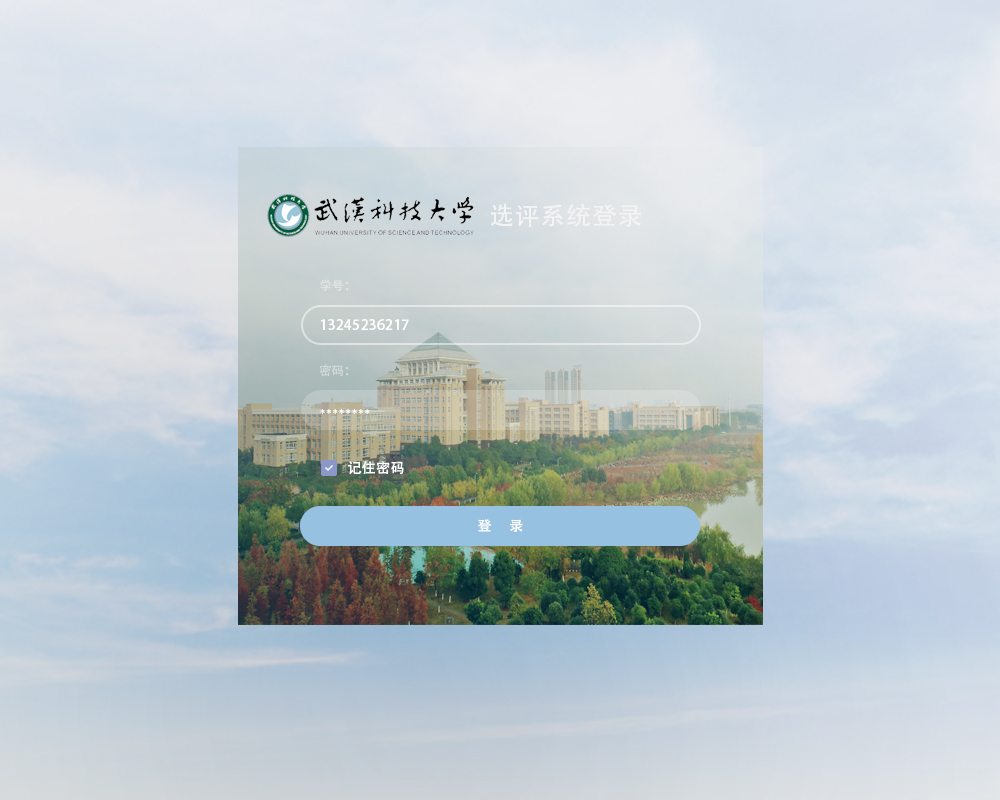 武漢科技大学 选评系统登录
WUHAN UNIVERSITY OF SCIENCE AND TECHNOLOGY
学号：
13245236217
密码：
********
记住密码
登 录